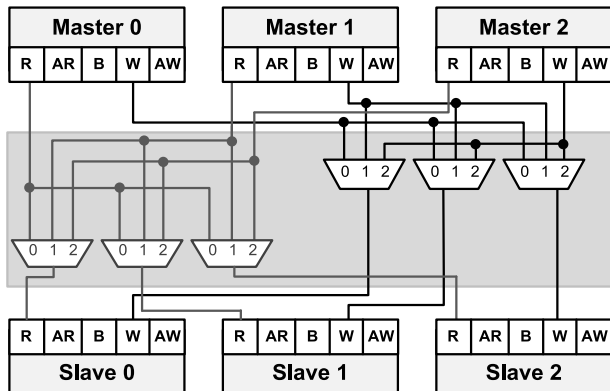 Master 0 Master 1 Master 2
R AR B W AW R AR B W AW R AR B W AW
0 1 2 0 1 2 0 1 2
0 1 2 0 1 2 0 1 2
R AR B W AW R AR B W AW R AR B W AW
Slave 0 Slave 1 Slave 2